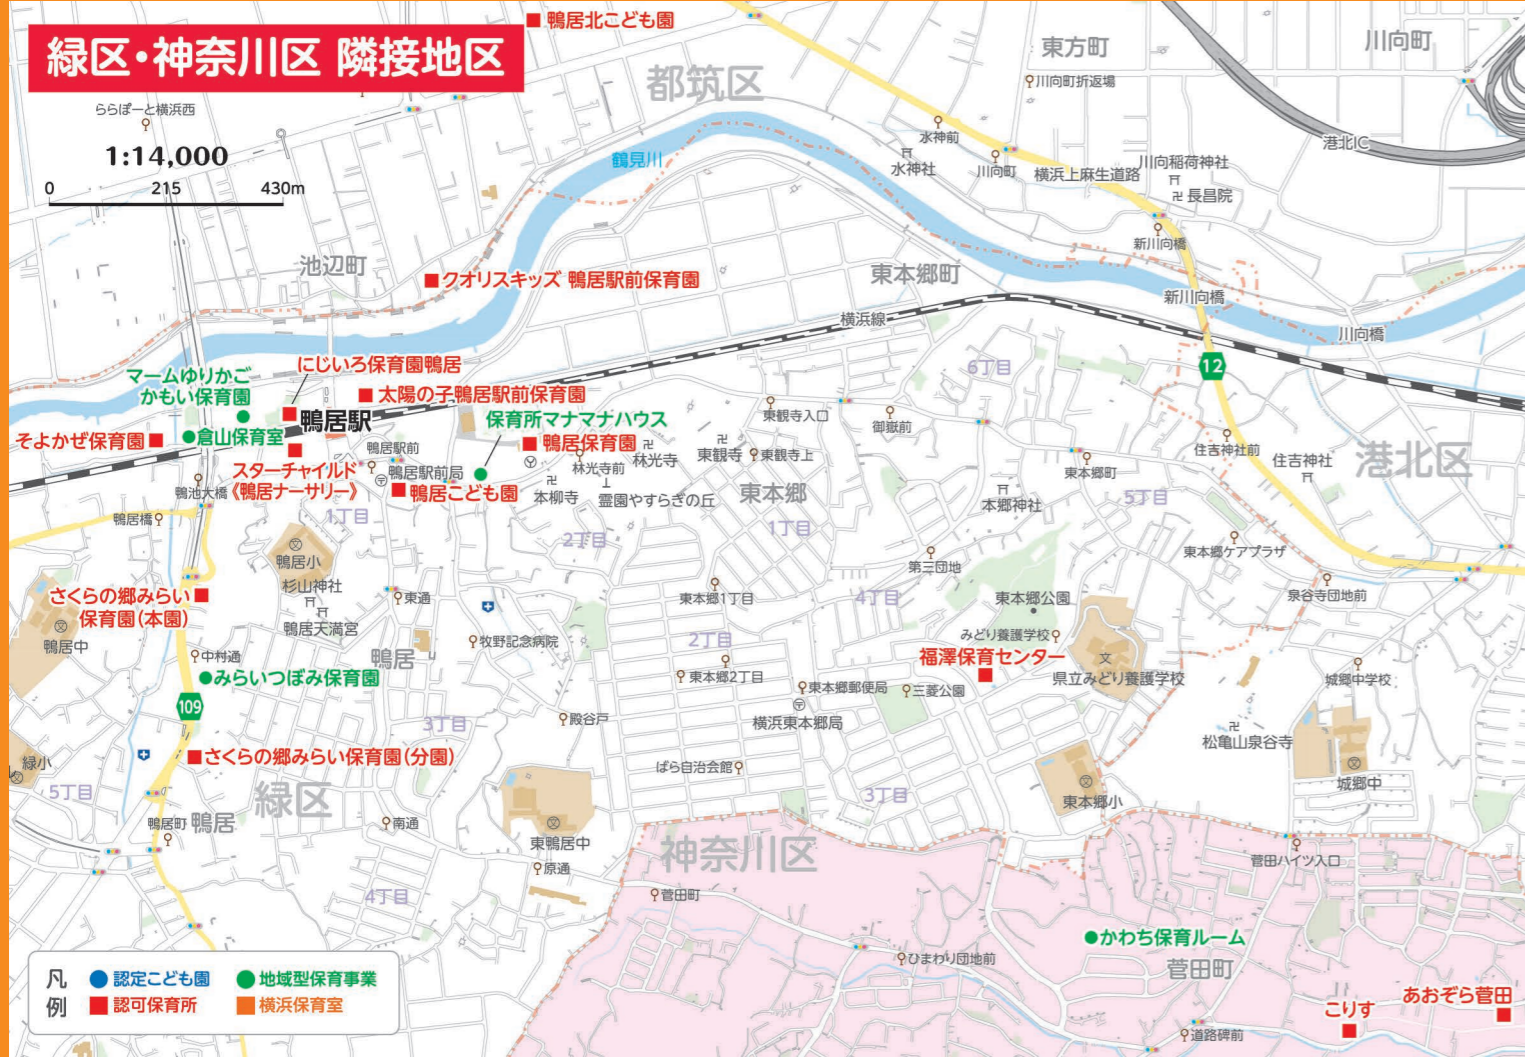 緑区・神奈川区 隣接地区
鴨居北こども園
都筑区
東方町
川向町
川向町折返場
ららぽーと横浜西
1:14,000
0 215 430m
鶴見川
水神前
水神社
川向町
横浜上麻生道路
川向稲荷神社
長昌院
港北IC
新川向橋
池辺町
クオリスキッズ 鴨居駅前保育園
東本郷町
新川向橋
横浜線
川向橋
マームゆりかご
かもい保育園
にじいろ保育園鴨居
太陽の子鴨居駅前保育園
鴨居駅
保育所マナマナハウス
6丁目
12
そよかぜ保育園
倉山保育室
鴨居駅前
鴨居保育園
東観寺入口
御嶽前
スターチャイルド
《鴨居ナーサリー》
鴨居駅前局
鴨居こども園
林光寺前
林光寺
東観寺
東観寺上
東本郷町
住吉神社前
住吉神社
港北区
鴨池大橋
本柳寺
霊園やすらぎの丘
東本郷
本郷神社
5丁目
鴨居橋
1丁目
2丁目
1丁目
東本郷ケアプラザ
鴨居小
第三団地
杉山神社
東通
東本郷1丁目
4丁目
東本郷公園
泉谷寺団地前
さくらの郷みらい
保育園(本園)
鴨居天満宮
鴨居中
中村通
鴨居
牧野記念病院
2丁目
みどり養護学校
福澤保育センター
県立みどり養護学校
城郷中学校
みらいつぼみ保育園
東本郷2丁目
東本郷郵便局
三菱公園
109
3丁目
殿谷戸
横浜東本郷局
松亀山泉谷寺
緑小
さくらの郷みらい保育園(分園)
ばら自治会館
5丁目
緑区
3丁目
東本郷小
城郷中
鴨居町
鴨居
南通
東鴨居中
神奈川区
菅田ハイツ入口
原通
4丁目
菅田町
かわち保育ルーム
ひまわり団地前
菅田町
こりす
あおぞら菅田
道路碑前
凡例
認定こども園
地域型保育事業
認可保育所
横浜保育室